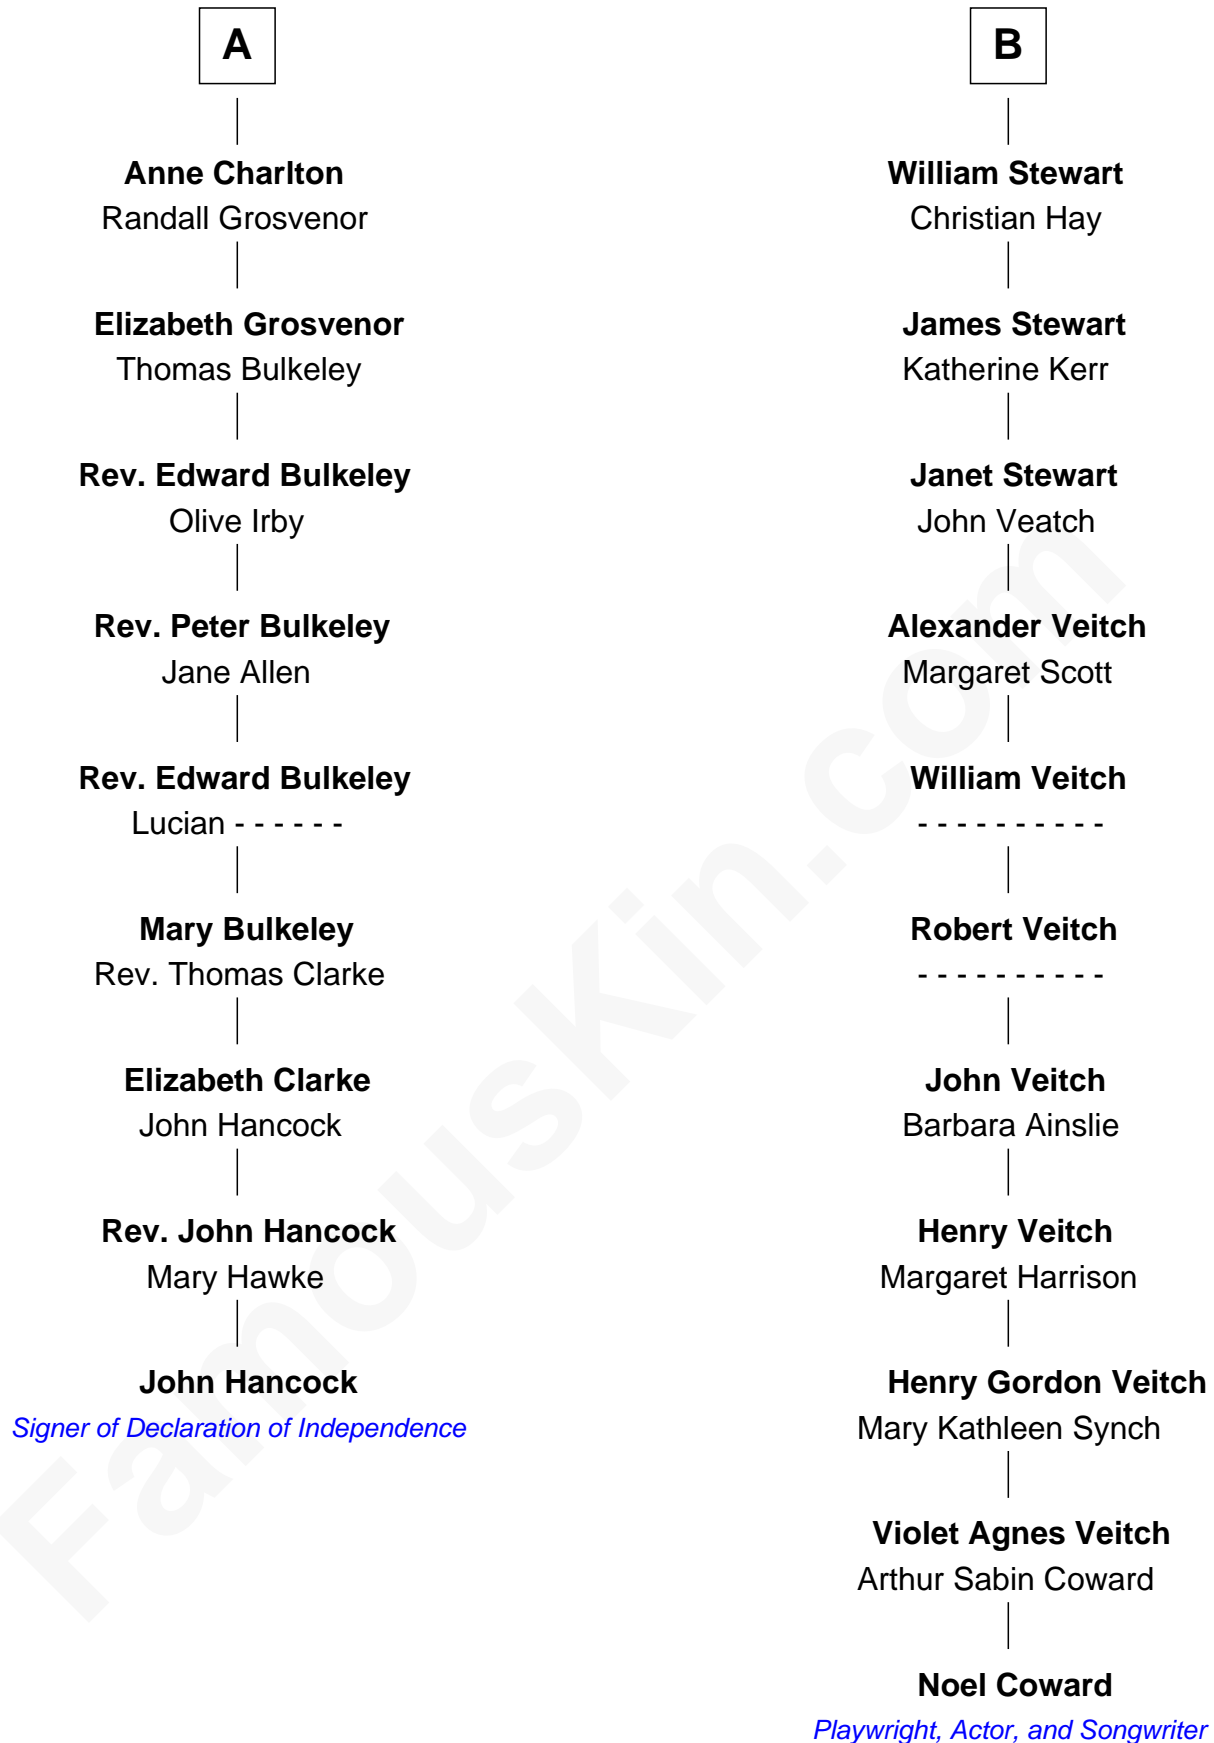 A
Anne Charlton
Randall Grosvenor
Elizabeth Grosvenor
Thomas Bulkeley
Rev. Edward Bulkeley
Olive Irby
Rev. Peter Bulkeley
Jane Allen
Rev. Edward Bulkeley
Lucian - - - - - -
Mary Bulkeley
Rev. Thomas Clarke
Elizabeth Clarke
John Hancock
Rev. John Hancock
Mary Hawke
John Hancock
Signer of Declaration of Independence
B
William Stewart
Christian Hay
James Stewart
Katherine Kerr
Janet Stewart
John Veatch
Alexander Veitch
Margaret Scott
William Veitch
- - - - - - - - - -
Robert Veitch
- - - - - - - - - -
John Veitch
Barbara Ainslie
Henry Veitch
Margaret Harrison
Henry Gordon Veitch
Mary Kathleen Synch
Violet Agnes Veitch
Arthur Sabin Coward
Noel Coward
Playwright, Actor, and Songwriter
FamousKin.com